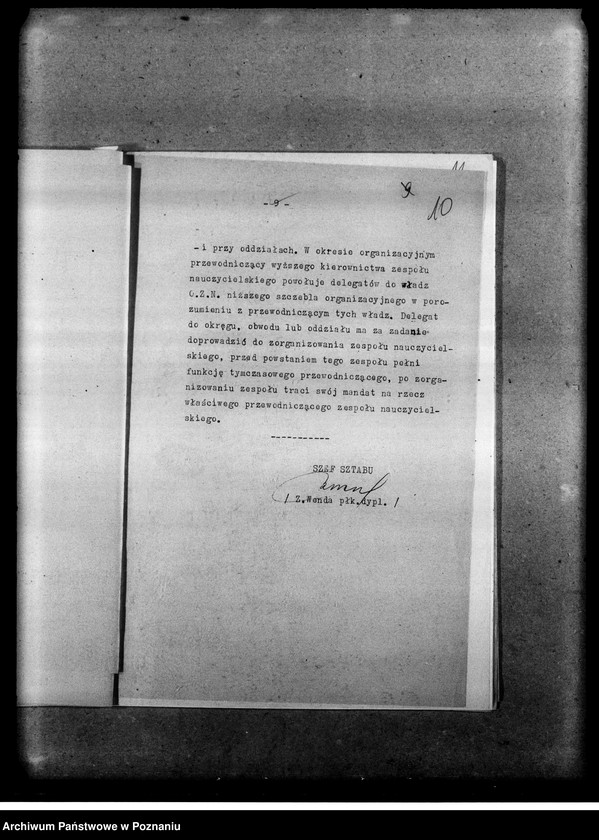 11
9
10
- 9 -
- i przy oddziałach. W okresie organizacyjnym
przewodniczący wyższego kierownictwa zespołu
nauczycielskiego powołuje delegatów do władz
O.Z.N. niższego szczebla organizacyjnego w poro-
zumieniu z przewodniczącym tych władz. Delegat
do okręgu, obwodu lub oddziału ma za zadanie
doprowadzić do zorganizowania zespołu nauczyciel-
skiego, przed powstaniem tego zespołu pełni
funkcję tymczasowego przewodniczącego, po zorga-
nizowaniu zespołu traci swój mandat na rzecz
właściwego przewodniczącego zespołu nauczyciel-
skiego.
-----------
SZEF SZTABU
/ Z.Wenda płk.dypl. /
Archiwum Państwowe w Poznaniu